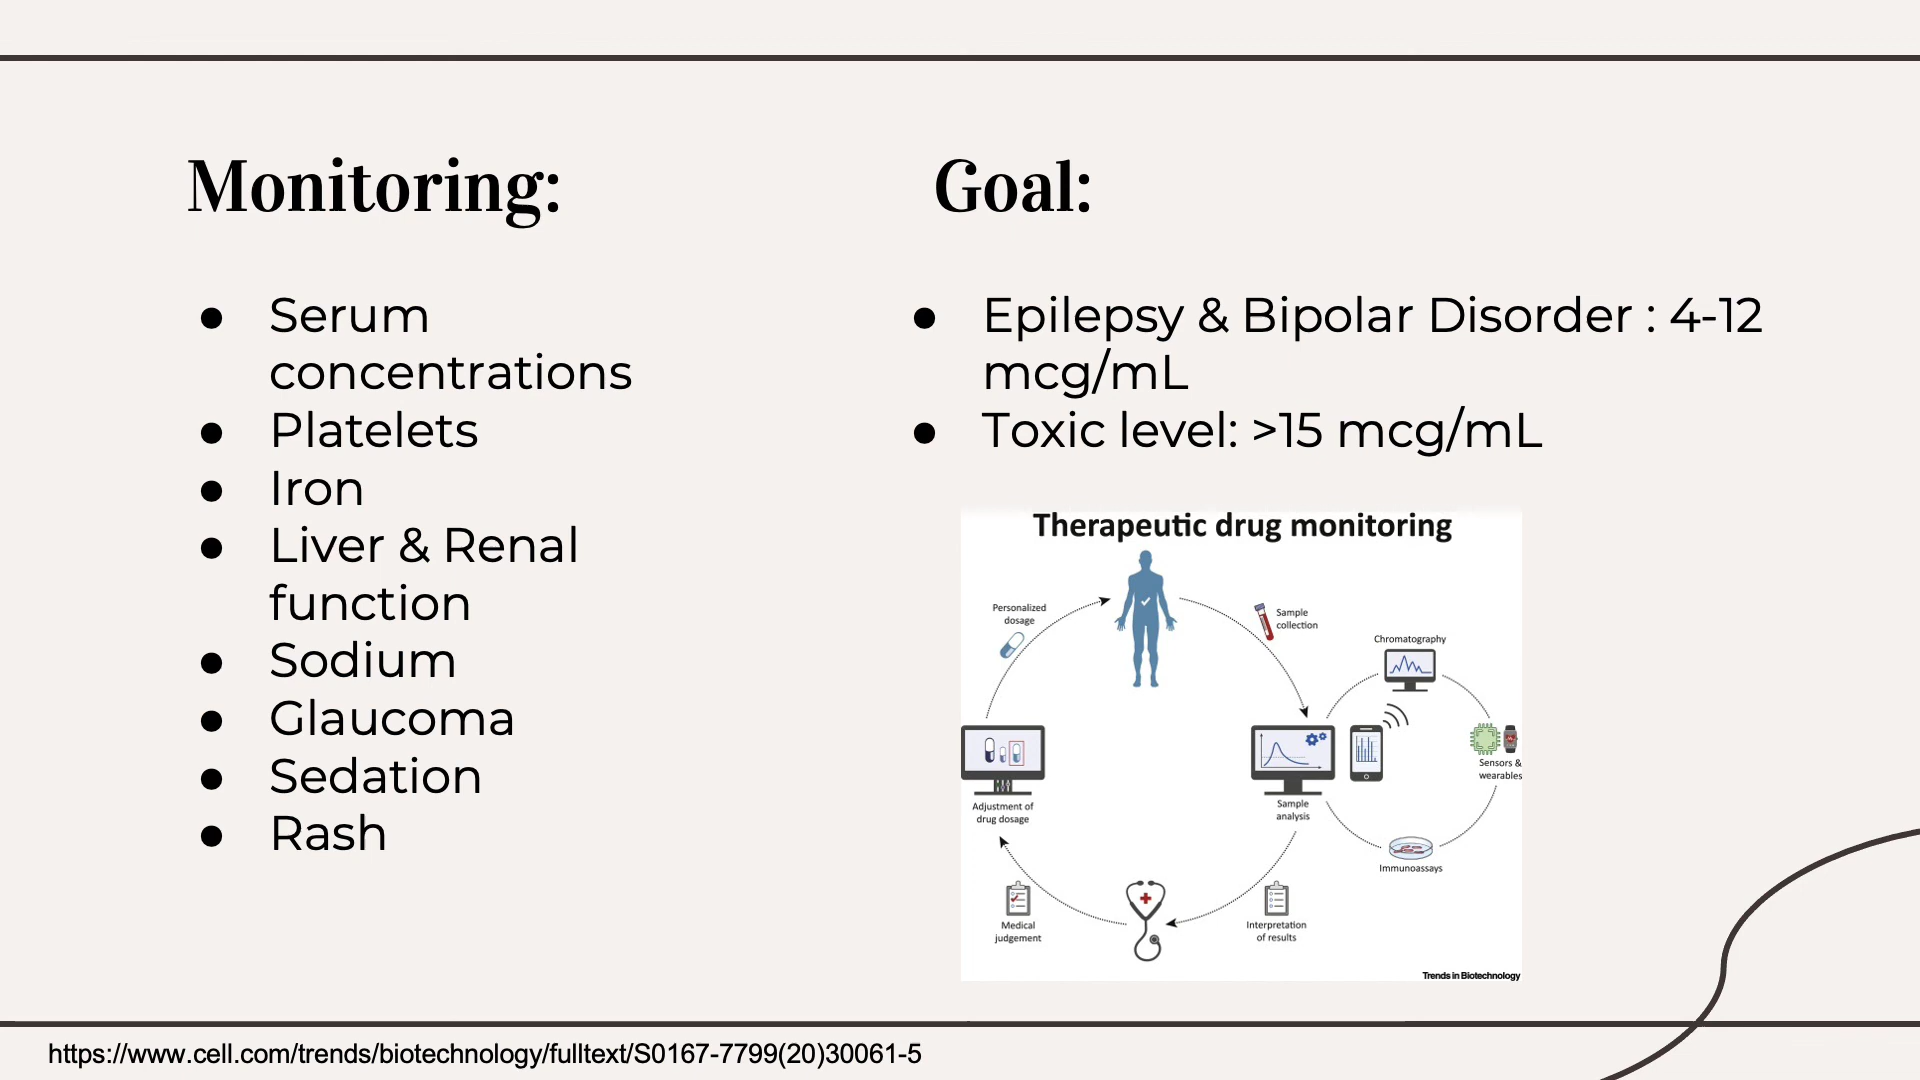 Monitoring:
● Serum
concentrations
● Platelets
● Iron
● Liver & Renal
function
● Sodium
● Glaucoma
● Sedation
● Rash
Goal:
● Epilepsy & Bipolar Disorder : 4-12
mcg/mL
● Toxic level: >15 mcg/mL
Therapeutic drug monitoring
Personalized
dosage
Sample
collection
Chromatography
Sensors &
wearables
Sample
analysis
Immunoassays
Adjustment of
drug dosage
Medical
judgement
Interpretation
of results
Trends in Biotechnology
https://www.cell.com/trends/biotechnology/fulltext/S0167-7799(20)30061-5